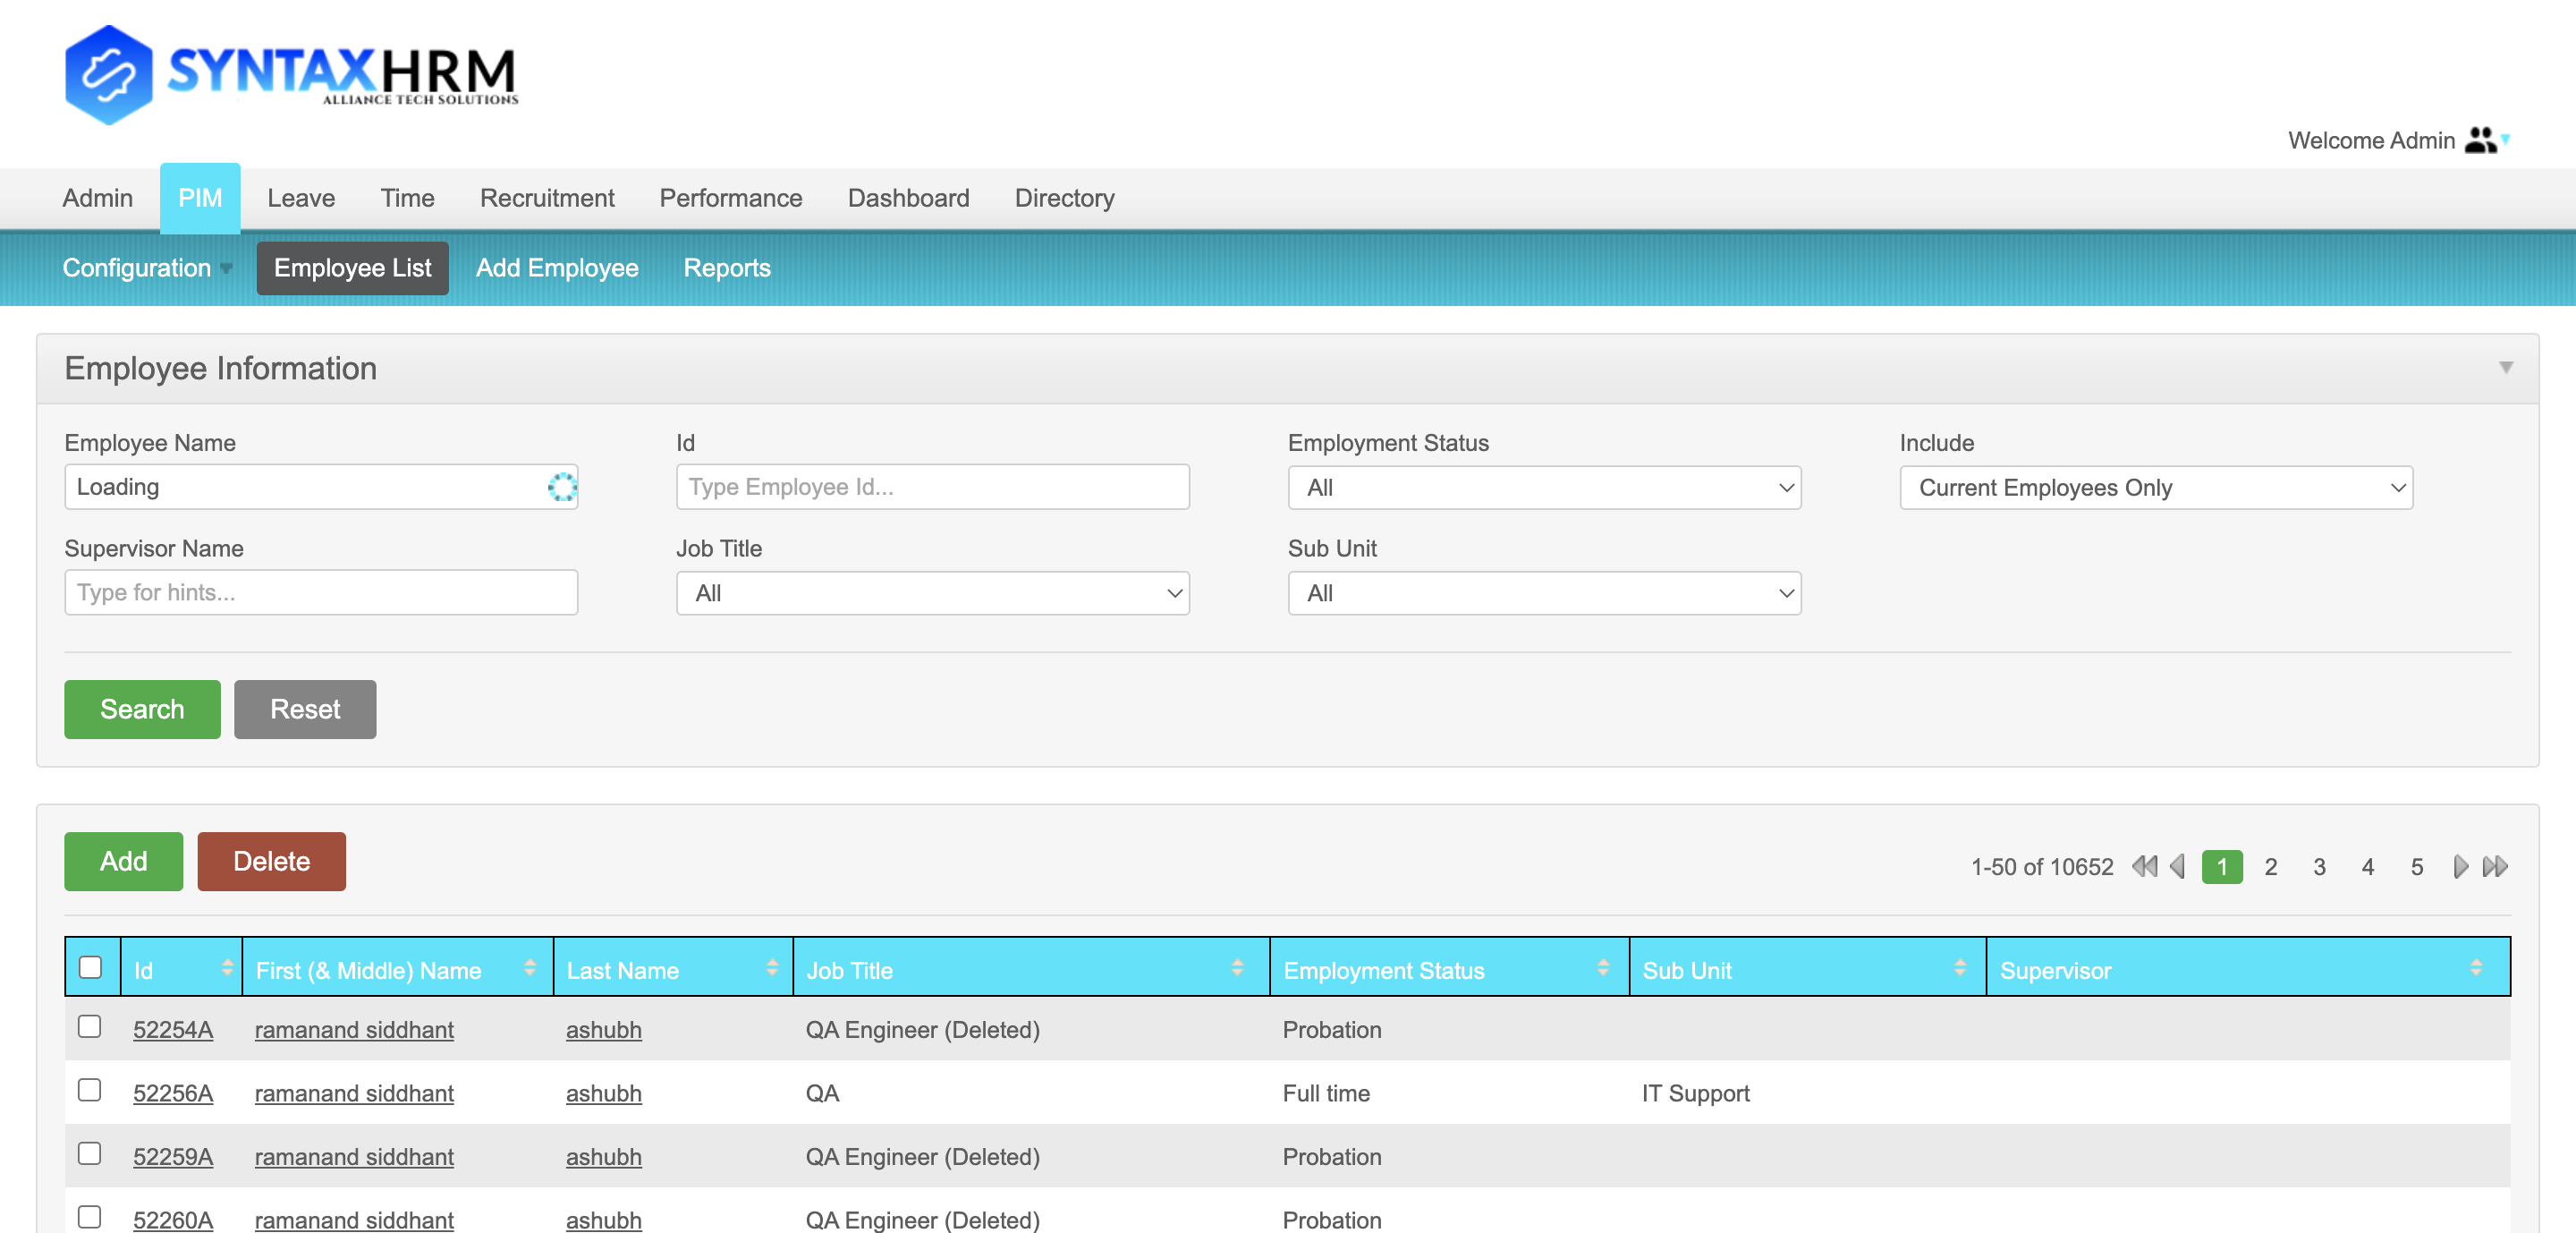 SYNTAXHRM
ALLIANCE TECH SOLUTIONS
Welcome Admin
Admin PIM Leave Time Recruitment Performance Dashboard Directory
Configuration Employee List Add Employee Reports
Employee Information
Employee Name Id Employment Status Include
Loading Type Employee Id... All Current Employees Only
Supervisor Name Job Title Sub Unit
Type for hints... All All
Search Reset
Add Delete 1-50 of 10652 1 2 3 4 5
Id First (& Middle) Name Last Name Job Title Employment Status Sub Unit Supervisor
52254A ramanand siddhant ashubh QA Engineer (Deleted) Probation
52256A ramanand siddhant ashubh QA Full time IT Support
52259A ramanand siddhant ashubh QA Engineer (Deleted) Probation
52260A ramanand siddhant ashubh QA Engineer (Deleted) Probation